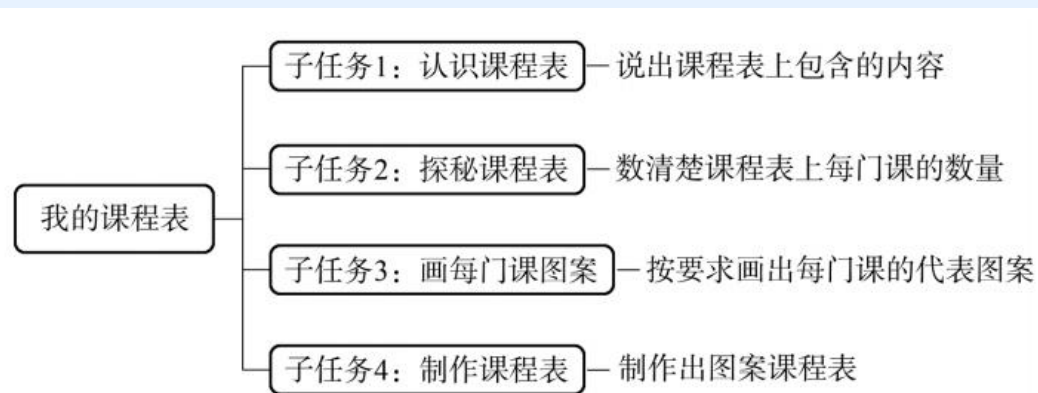 我的课程表
子任务1：认识课程表
说出课程表上包含的内容
子任务2：探秘课程表
数清楚课程表上每门课的数量
子任务3：画每门课图案
按要求画出每门课的代表图案
子任务4：制作课程表
制作出图案课程表